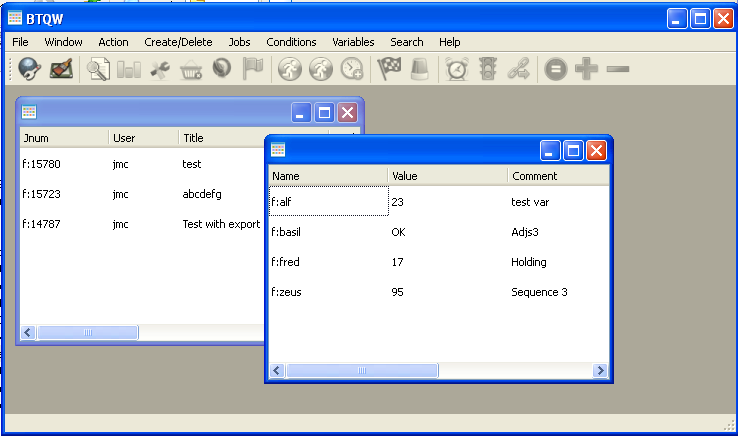 BTQW
File Window Action Create/Delete Jobs Conditions Variables Search Help
Jnum User Title
f:15780 jmc test
f:15723 jmc abcdefg
f:14787 jmc Test with export
Name Value Comment
f:alf 23 test var
f:basil OK Adjs3
f:fred 17 Holding
f:zeus 95 Sequence 3